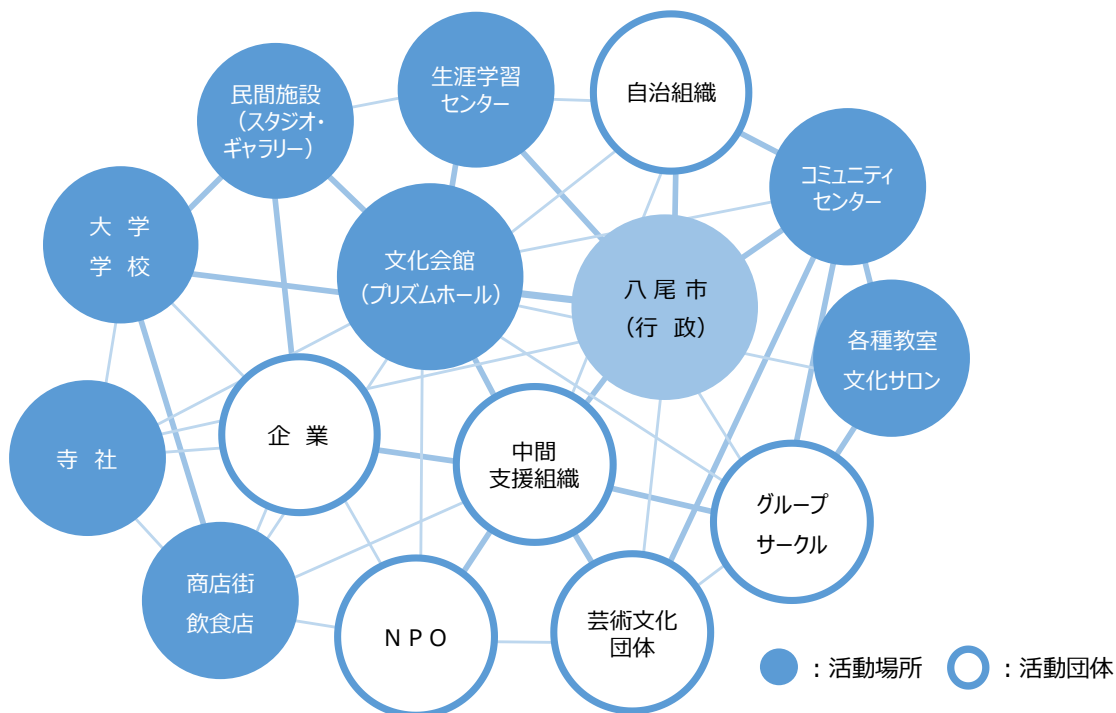 生涯学習
センター
自治組織
民間施設
（スタジオ・
ギャラリー）
コミュニティ
センター
大 学
学 校
文化会館
（プリズムホール）
八 尾 市
（行 政）
各種教室
文化サロン
企 業
中間
支援組織
寺 社
グループ
サークル
商店街
飲食店
N P O
芸術文化
団体
：活動場所
：活動団体